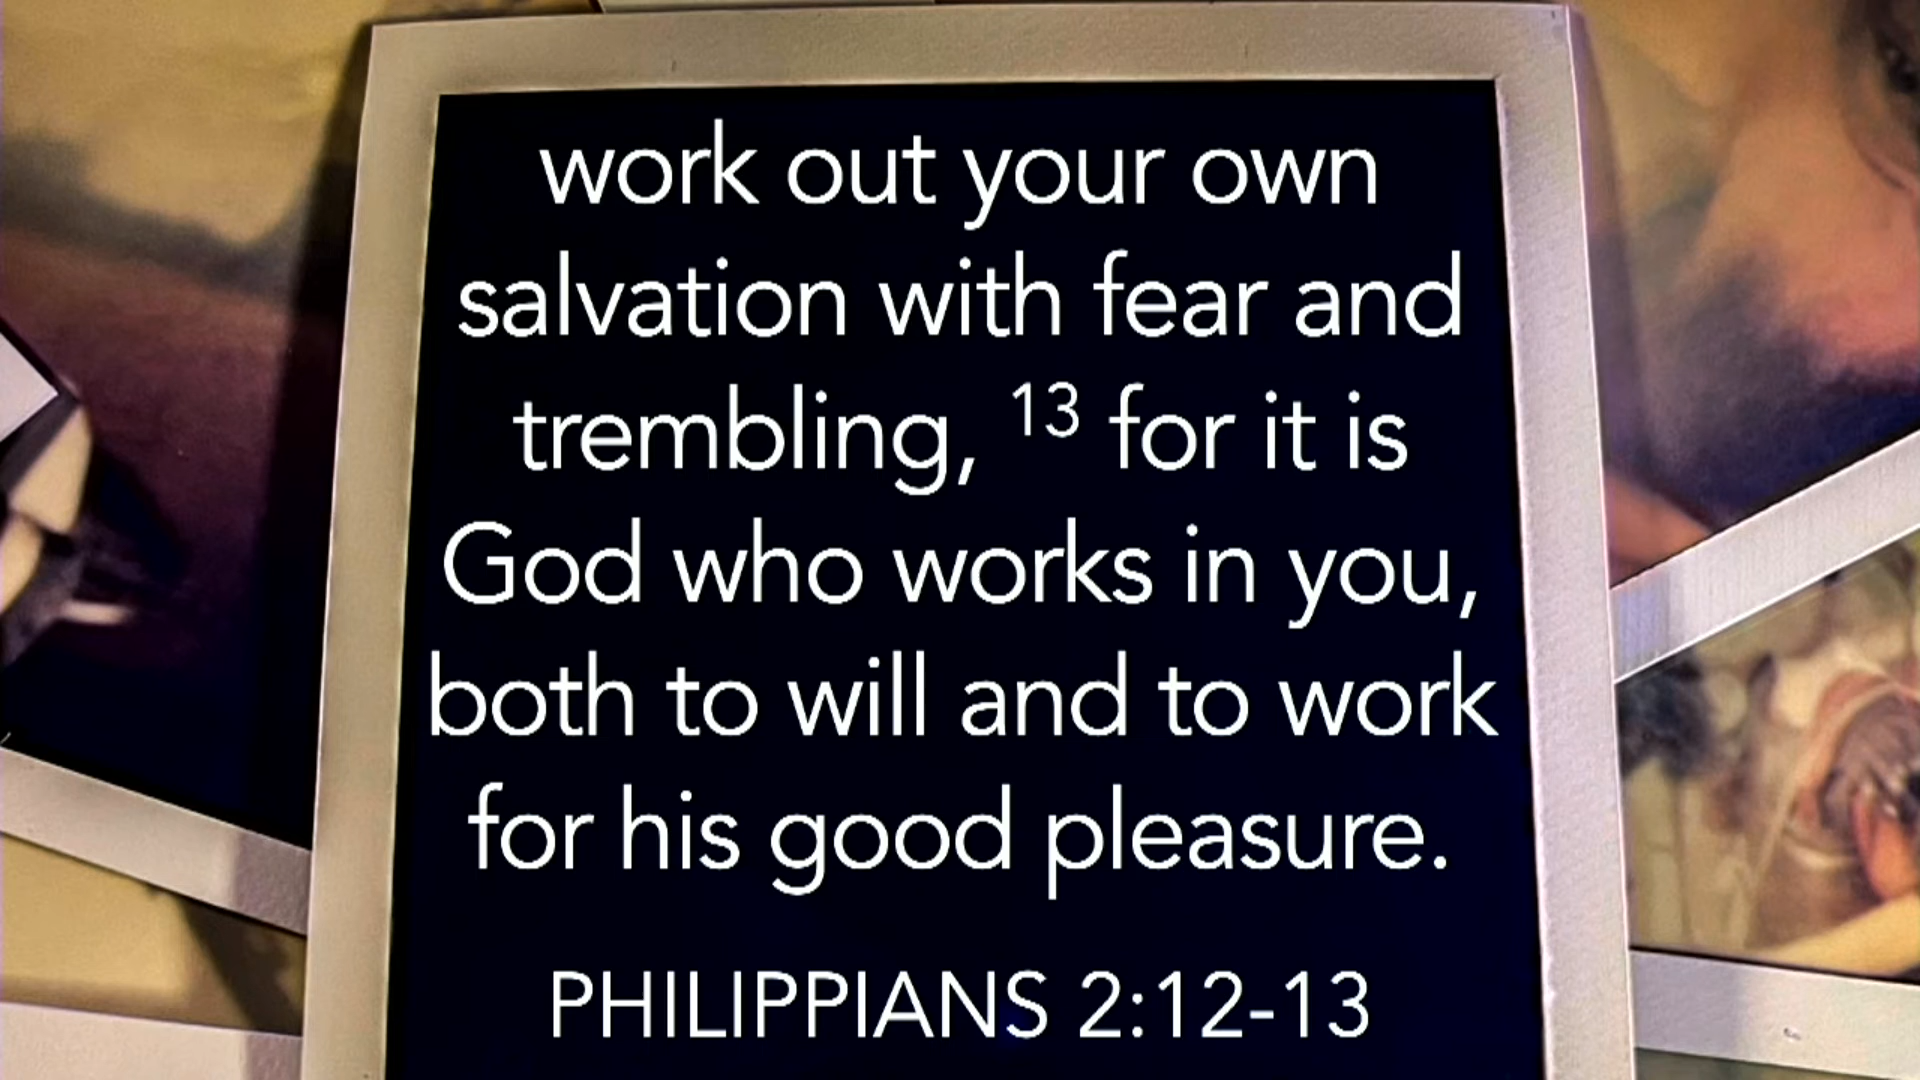 work out your own
salvation with fear and
trembling, 13 for it is
God who works in you,
both to will and to work
for his good pleasure.
PHILIPPIANS 2:12-13